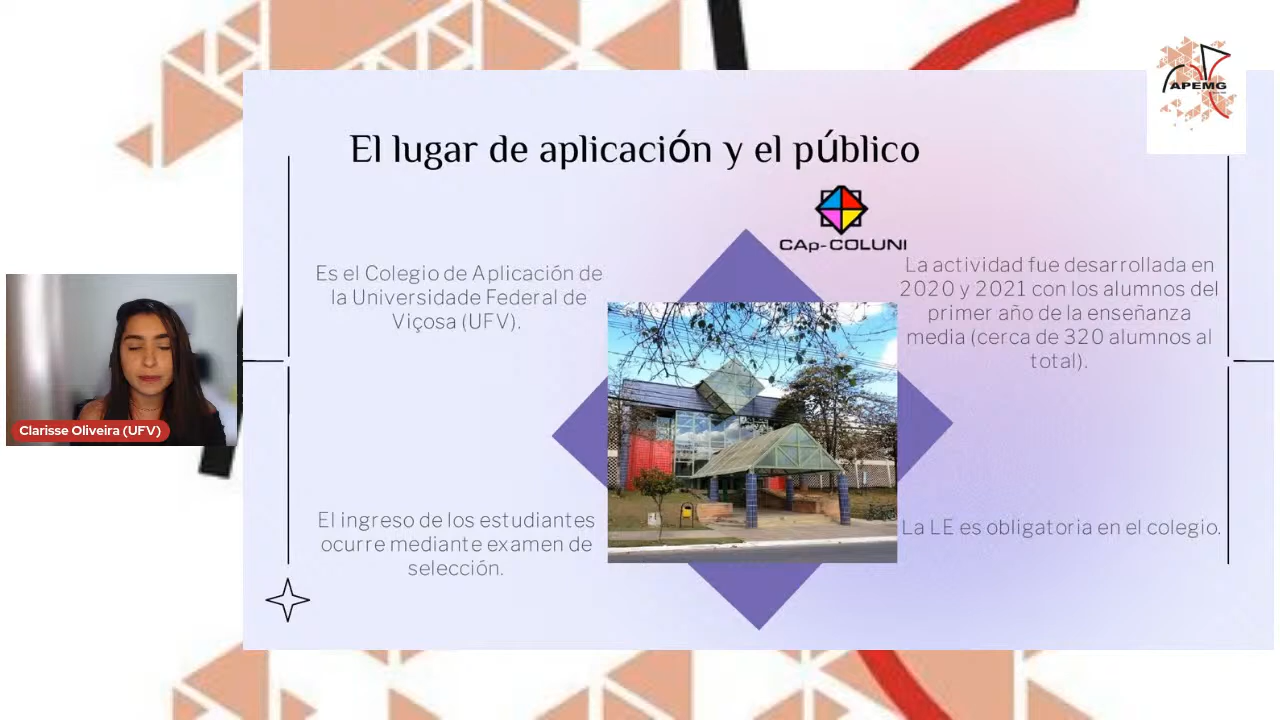 APEMG
El lugar de aplicación y el público
CAp-COLUNI
Es el Colegio de Aplicación de
la Universidade Federal de
Viçosa (UFV).
La actividad fue desarrollada en
2020 y 2021 con los alumnos del
primer año de la enseñanza
media (cerca de 320 alumnos al
total).
Clarisse Oliveira (UFV)
El ingreso de los estudiantes
ocurre mediante examen de
selección.
La LE es obligatoria en el colegio.